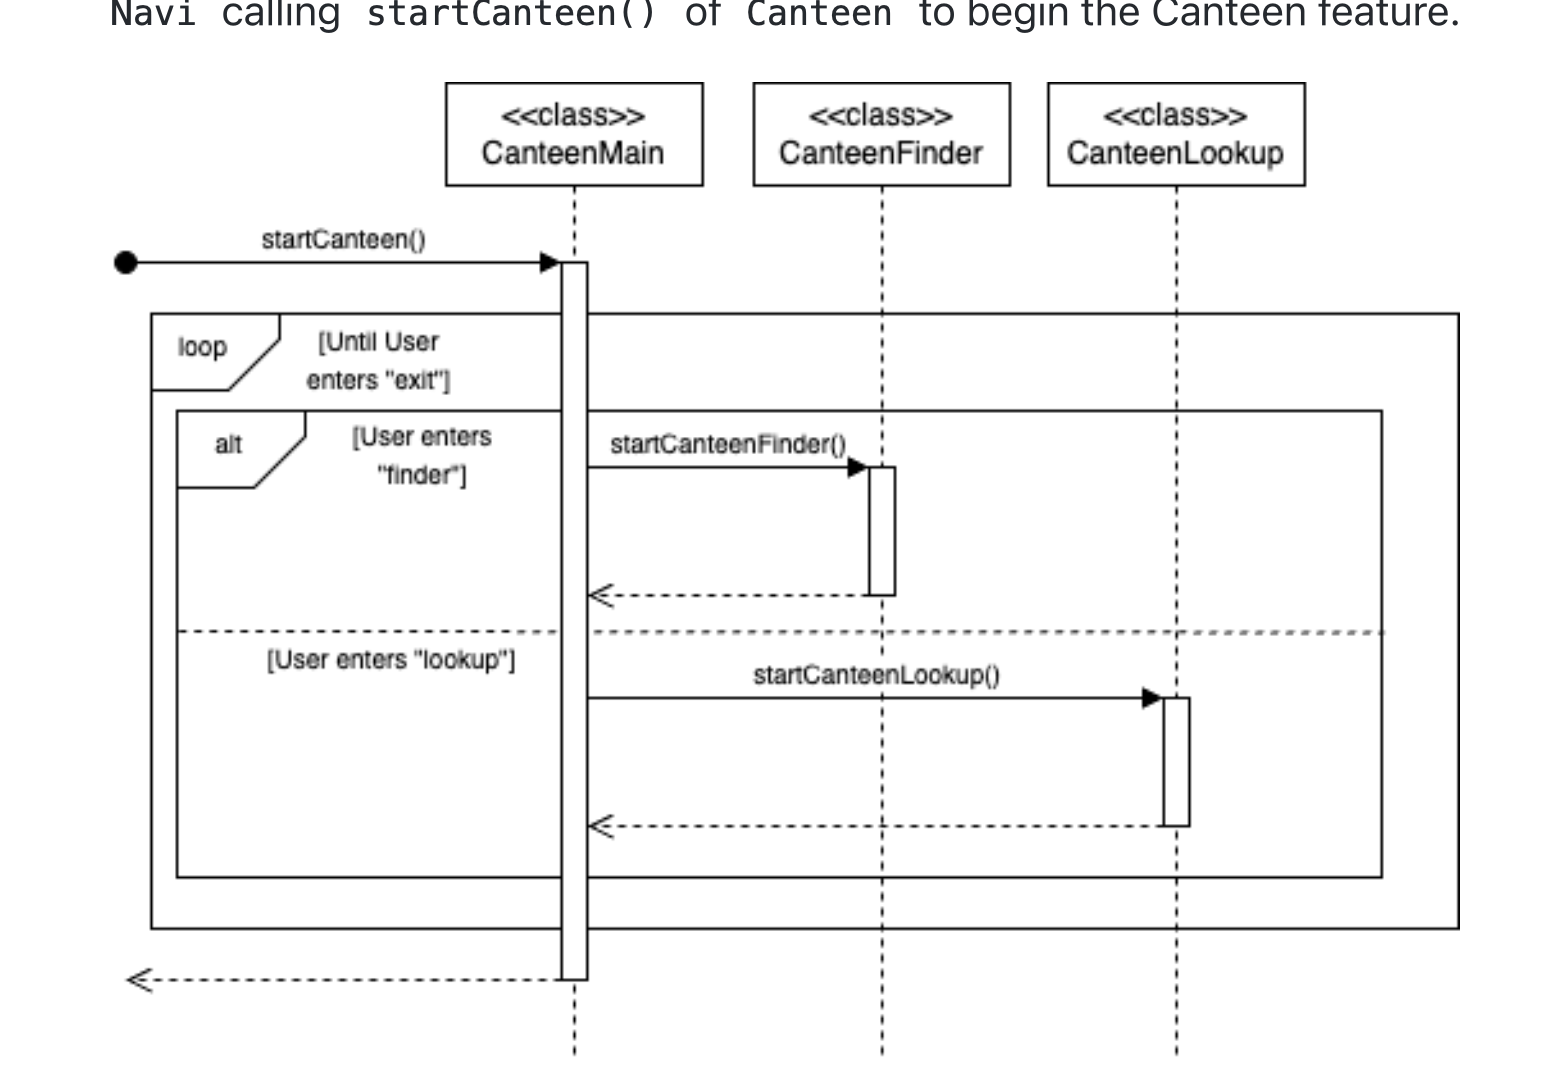 Navi calling startCanteen() of Canteen to begin the Canteen feature.
<<class>>
CanteenMain
<<class>>
CanteenFinder
<<class>>
CanteenLookup
startCanteen()
loop
[Until User
enters "exit"]
alt
[User enters
"finder"]
startCanteenFinder()
[User enters "lookup"]
startCanteenLookup()